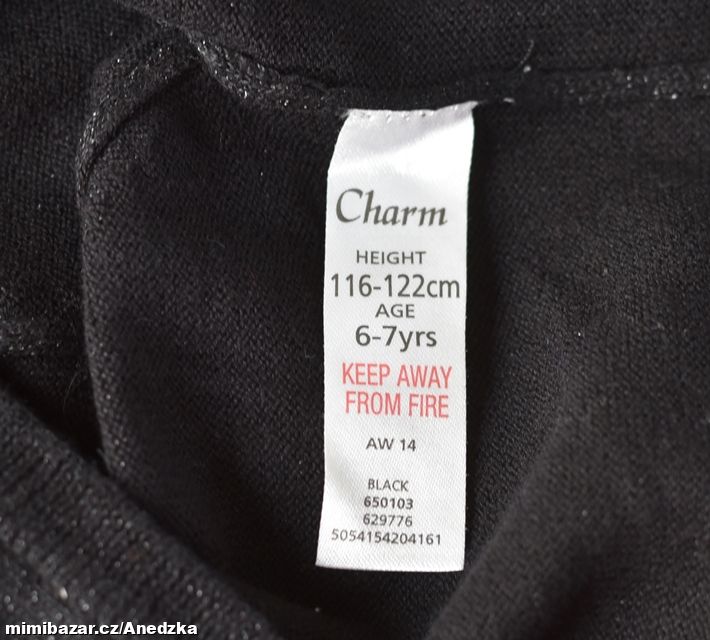 Charm
HEIGHT
116-122cm
AGE
6-7yrs
KEEP AWAY
FROM FIRE
AW 14
BLACK
650103
629776
5054154204161
mimibazar.cz/Anedzka